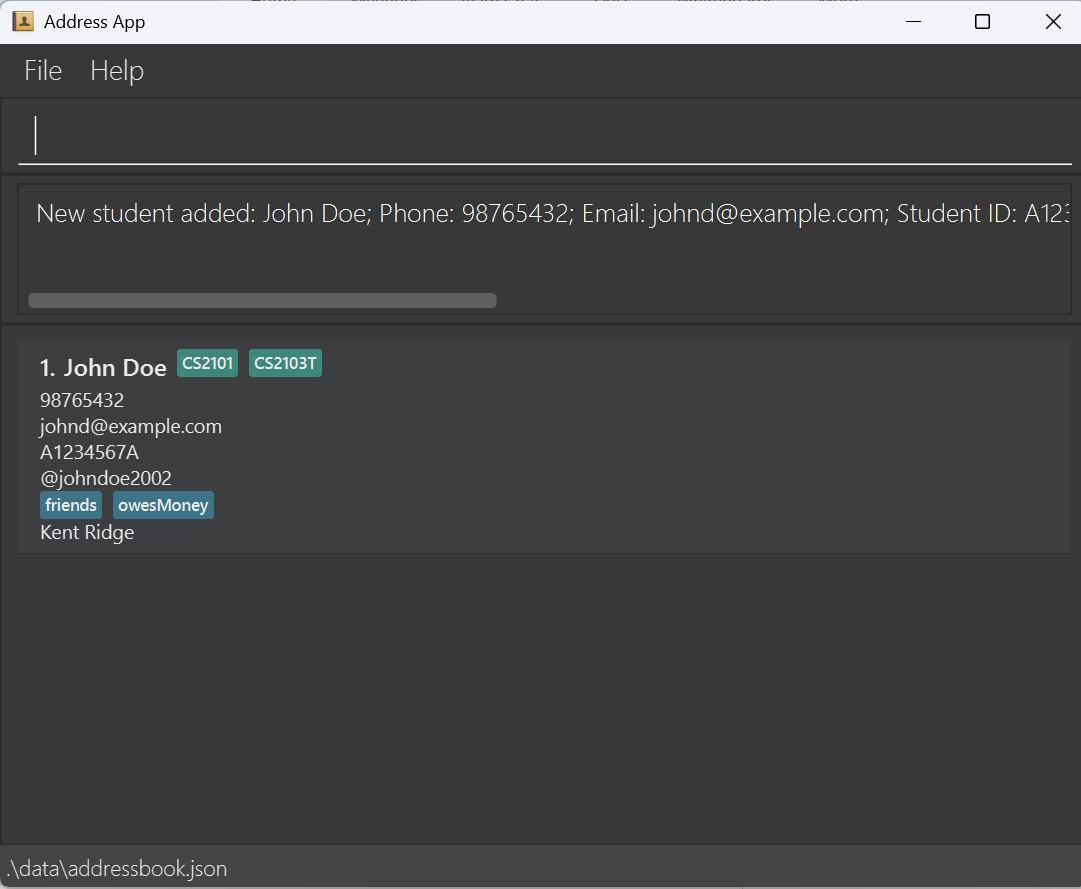 Address App
File Help
New student added: John Doe; Phone: 98765432; Email: johnd@example.com; Student ID: A123
1. John Doe CS2101 CS2103T
98765432
johnd@example.com
A1234567A
@johndoe2002
friends owesMoney
Kent Ridge
.\data\addressbook.json